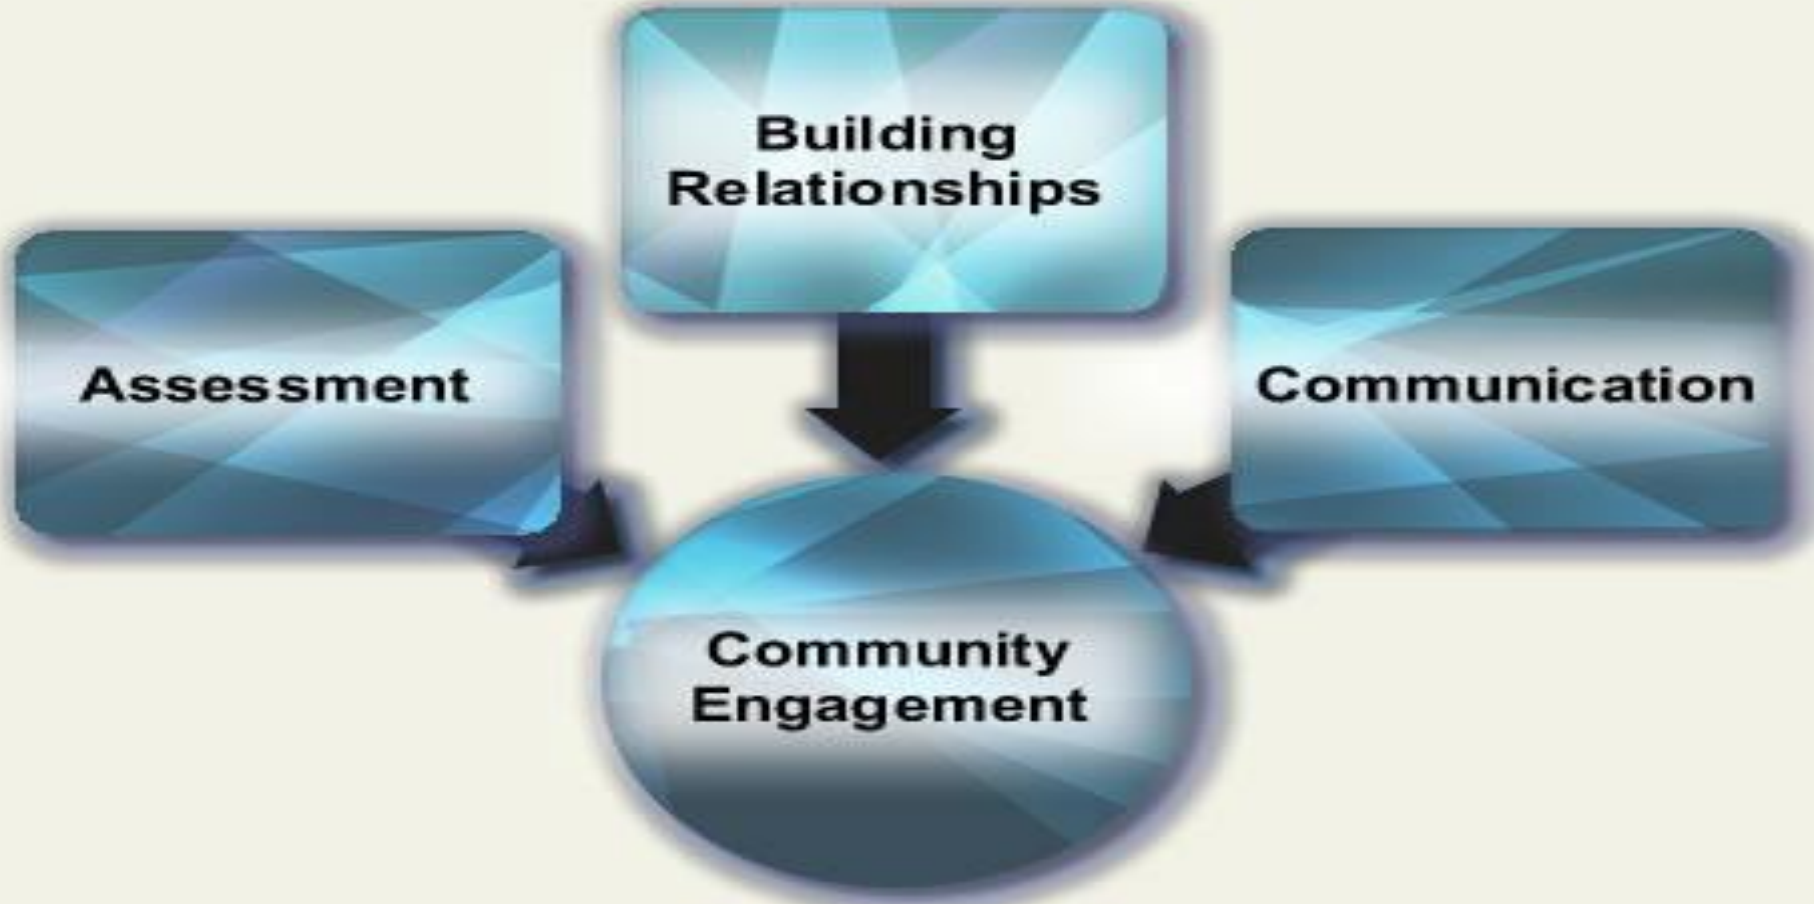 Building
Relationships
Assessment
Communication
Community
Engagement